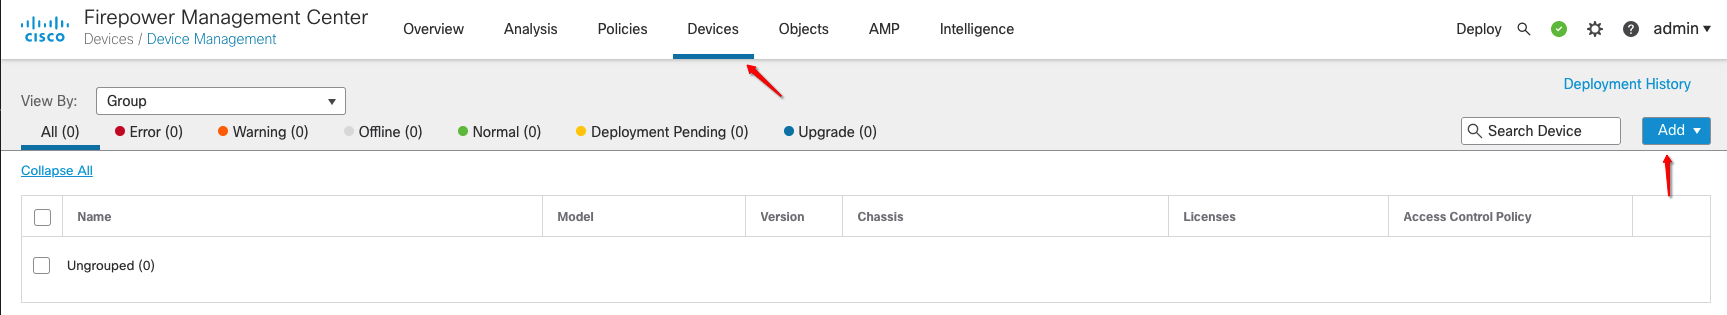 Firepower Management Center
CISCO
Devices / Device Management
Overview Analysis Policies Devices Objects AMP Intelligence
Deploy admin
Deployment History
View By: Group
All (0) Error (0) Warning (0) Offline (0) Normal (0) Deployment Pending (0) Upgrade (0)
Search Device Add
Collapse All
Name Model Version Chassis Licenses Access Control Policy
Ungrouped (0)